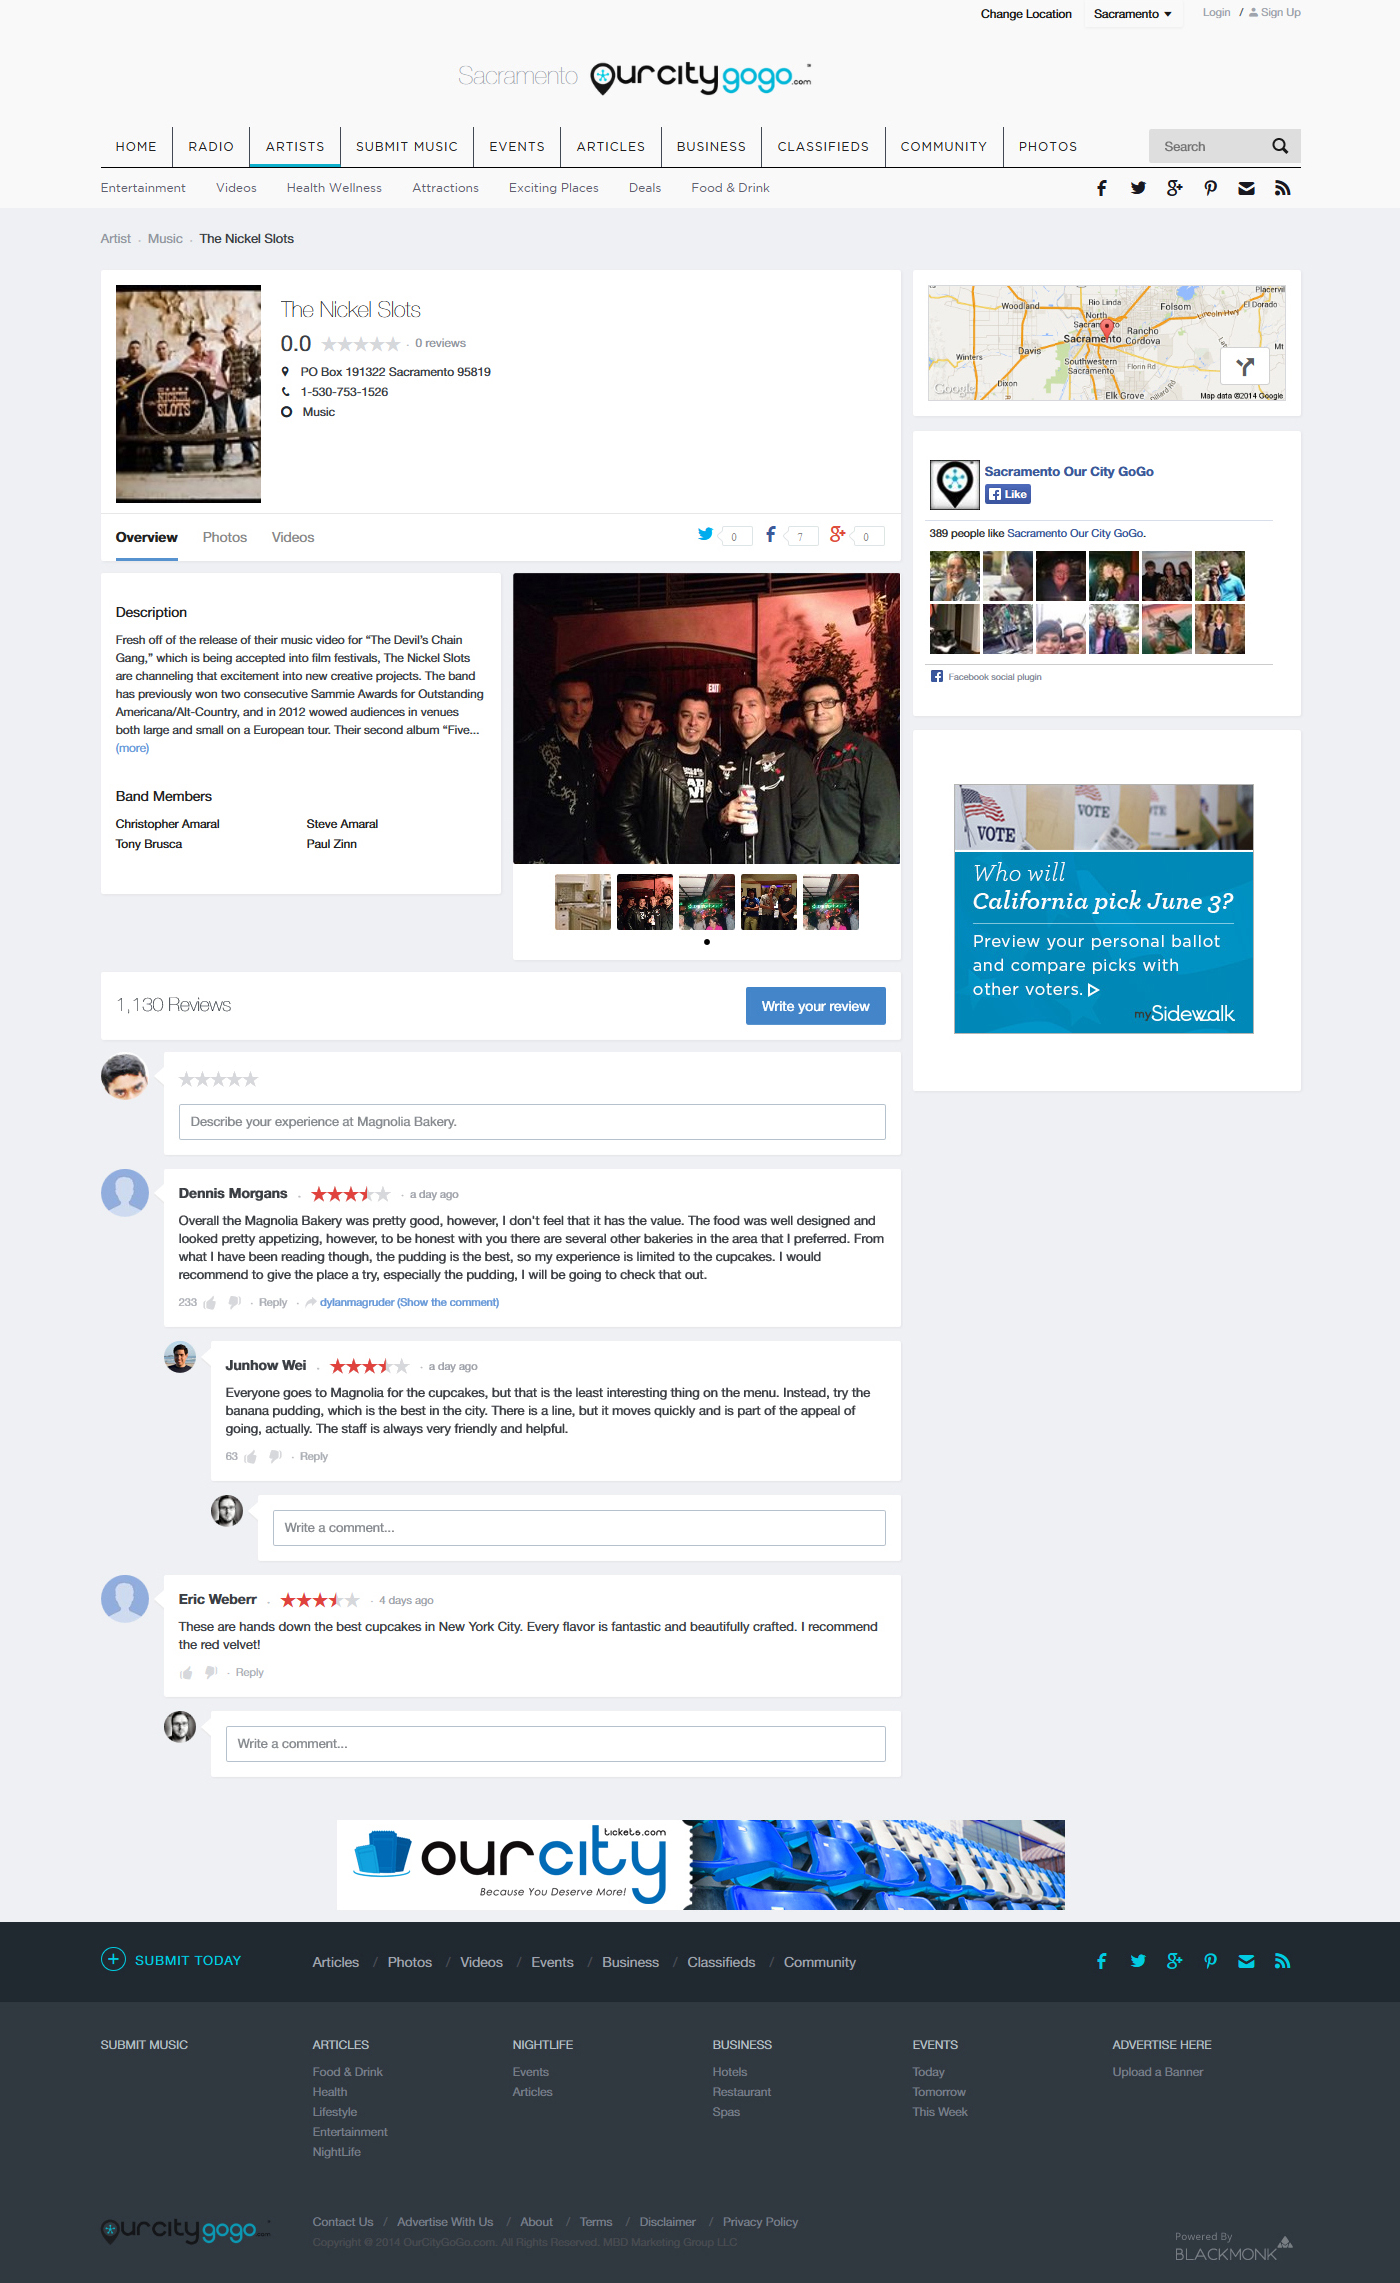 Change Location Sacramento Login / Sign Up
Sacramento ourcitygogo.com
HOME RADIO ARTISTS SUBMIT MUSIC EVENTS ARTICLES BUSINESS CLASSIFIEDS COMMUNITY PHOTOS Search
Entertainment Videos Health Wellness Attractions Exciting Places Deals Food & Drink
Artist . Music . The Nickel Slots
The Nickel Slots
0.0 · 0 reviews
PO Box 191322 Sacramento 95819
1-530-753-1526
Music
NICKEL
SLOTS
Overview Photos Videos 0 7 0
Placervil
Woodland Rio Linda Folsom El Dorado
North Sacramento Lincoln Hwy
Rancho Cordova
Sacramento
Davis
Winters
Southwestern Sacramento
Florin Rd
Mt
Dixon
Elk Grove
Google Map data ©2014 Google
Sacramento Our City GoGo
Like
389 people like Sacramento Our City GoGo.
Facebook social plugin
Description
Fresh off of the release of their music video for “The Devil’s Chain
Gang,” which is being accepted into film festivals, The Nickel Slots
are channeling that excitement into new creative projects. The band
has previously won two consecutive Sammie Awards for Outstanding
Americana/Alt-Country, and in 2012 wowed audiences in venues
both large and small on a European tour. Their second album “Five...
(more)
Band Members
Christopher Amaral Steve Amaral
Tony Brusca Paul Zinn
EXIT
VOTE
VOTE
Who will
California pick June 3?
Preview your personal ballot
and compare picks with
other voters.
mySidewalk
1,130 Reviews Write your review
Describe your experience at Magnolia Bakery.
Dennis Morgans . · a day ago
Overall the Magnolia Bakery was pretty good, however, I don't feel that it has the value. The food was well designed and
looked pretty appetizing, however, to be honest with you there are several other bakeries in the area that I preferred. From
what I have been reading though, the pudding is the best, so my experience is limited to the cupcakes. I would
recommend to give the place a try, especially the pudding, I will be going to check that out.
233 · Reply · dylanmagruder (Show the comment)
Junhow Wei . · a day ago
Everyone goes to Magnolia for the cupcakes, but that is the least interesting thing on the menu. Instead, try the
banana pudding, which is the best in the city. There is a line, but it moves quickly and is part of the appeal of
going, actually. The staff is always very friendly and helpful.
63 · Reply
Write a comment...
Eric Weberr . · 4 days ago
These are hands down the best cupcakes in New York City. Every flavor is fantastic and beautifully crafted. I recommend
the red velvet!
· Reply
Write a comment...
tickets.com
ourcity
Because You Deserve More!
SUBMIT TODAY Articles / Photos / Videos / Events / Business / Classifieds / Community
SUBMIT MUSIC ARTICLES NIGHTLIFE BUSINESS EVENTS ADVERTISE HERE
Food & Drink Events Hotels Today Upload a Banner
Health Articles Restaurant Tomorrow
Lifestyle Spas This Week
Entertainment
NightLife
ourcitygogo.com
Contact Us / Advertise With Us / About / Terms / Disclaimer / Privacy Policy
Copyright @ 2014 OurCityGoGo.com. All Rights Reserved. MBD Marketing Group LLC
Powered By
BLACKMONK